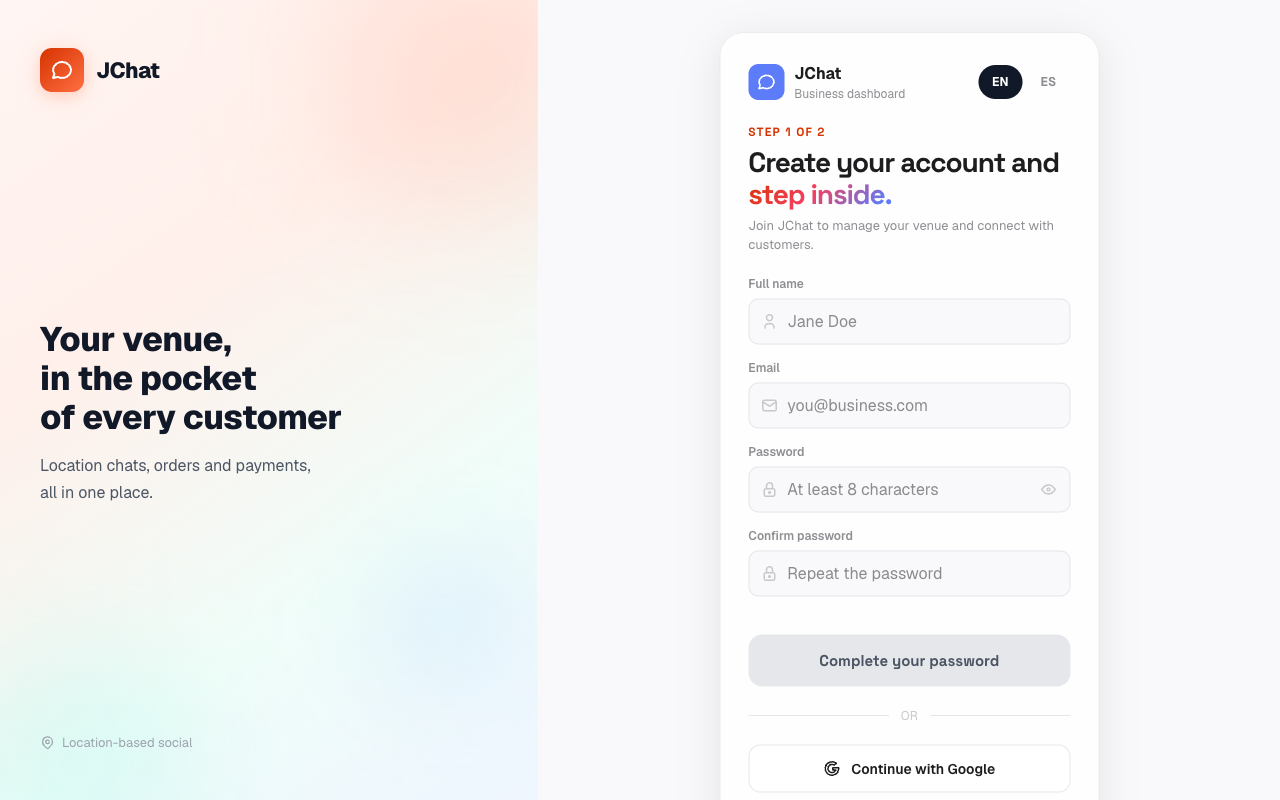 JChat
Your venue,
in the pocket
of every customer
Location chats, orders and payments,
all in one place.
Location-based social
JChat
Business dashboard
EN
ES
STEP 1 OF 2
Create your account and
step inside.
Join JChat to manage your venue and connect with
customers.
Full name
Jane Doe
Email
you@business.com
Password
At least 8 characters
Confirm password
Repeat the password
Complete your password
OR
Continue with Google